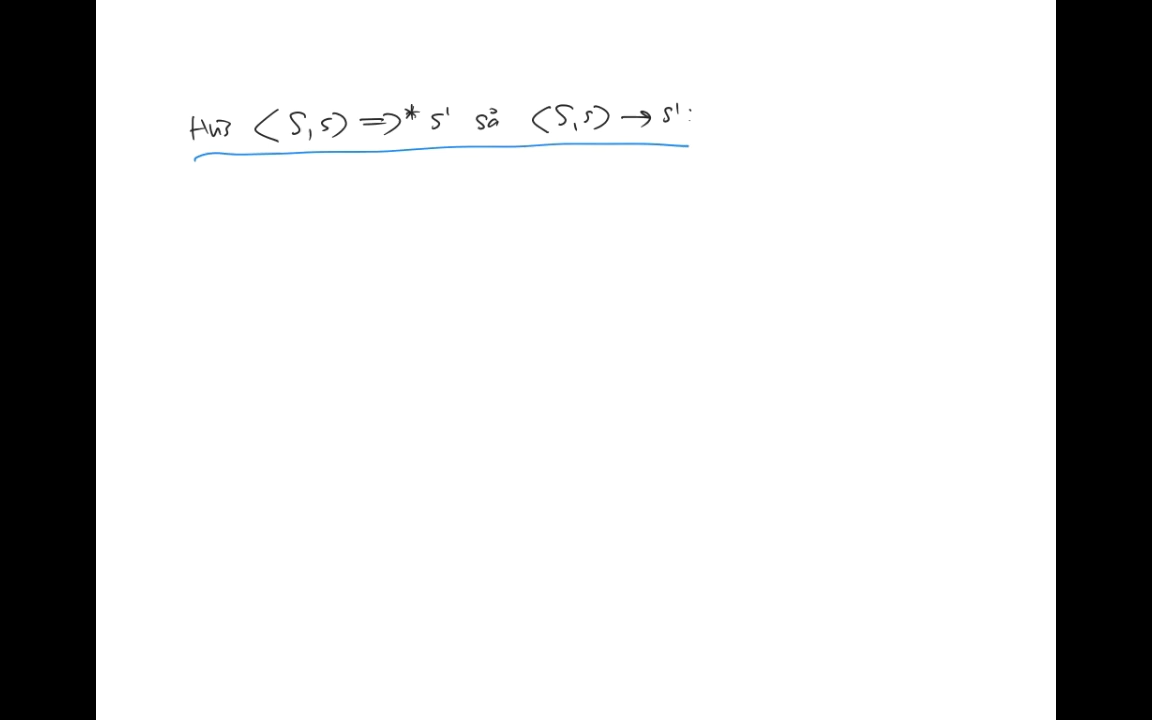 Hvis ⟨S,s⟩ ⇒* s' så ⟨S,s⟩ → s':